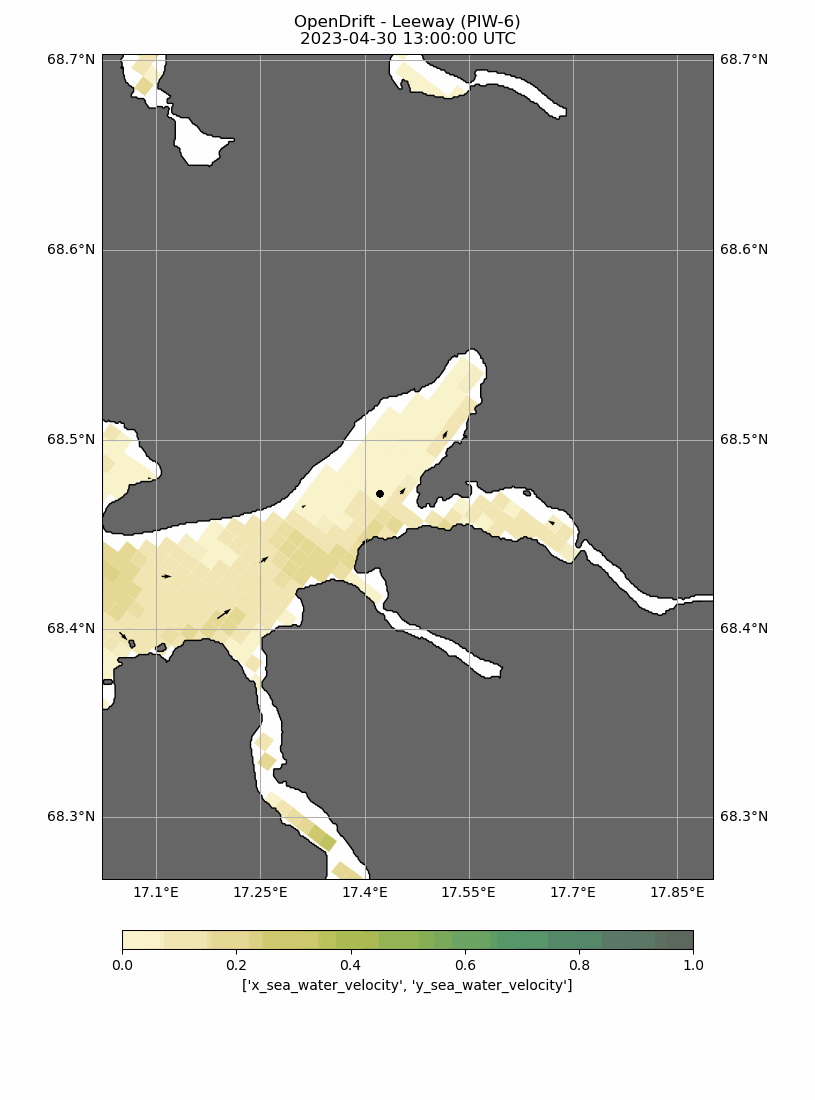 OpenDrift - Leeway (PIW-6)
2023-04-30 13:00:00 UTC
68.7°N 68.7°N
68.6°N 68.6°N
68.5°N 68.5°N
68.4°N 68.4°N
68.3°N 68.3°N
17.1°E 17.25°E 17.4°E 17.55°E 17.7°E 17.85°E
0.0 0.2 0.4 0.6 0.8 1.0
['x_sea_water_velocity', 'y_sea_water_velocity']